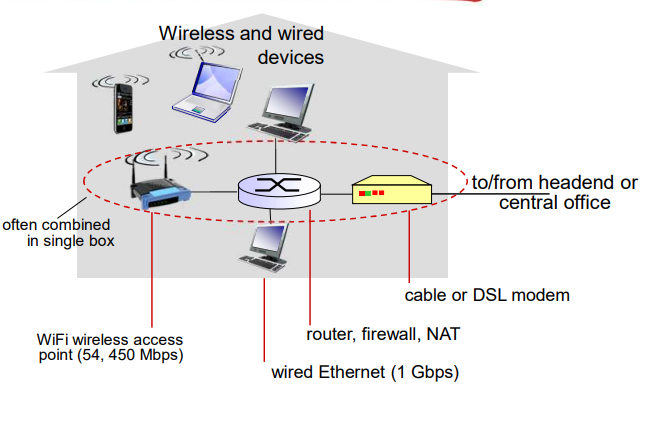 Wireless and wired
devices
to/from headend or
central office
often combined
in single box
cable or DSL modem
router, firewall, NAT
WiFi wireless access
point (54, 450 Mbps)
wired Ethernet (1 Gbps)